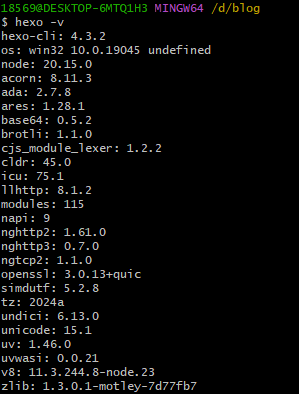 18569@DESKTOP-6MTQ1H3 MINGW64 /d/blog
$ hexo -v
hexo-cli: 4.3.2
os: win32 10.0.19045 undefined
node: 20.15.0
acorn: 8.11.3
ada: 2.7.8
ares: 1.28.1
base64: 0.5.2
brotli: 1.1.0
cjs_module_lexer: 1.2.2
cldr: 45.0
icu: 75.1
llhttp: 8.1.2
modules: 115
napi: 9
nghttp2: 1.61.0
nghttp3: 0.7.0
ngtcp2: 1.1.0
openssl: 3.0.13+quic
simdutf: 5.2.8
tz: 2024a
undici: 6.13.0
unicode: 15.1
uv: 1.46.0
uvwasi: 0.0.21
v8: 11.3.244.8-node.23
zlib: 1.3.0.1-motley-7d77fb7